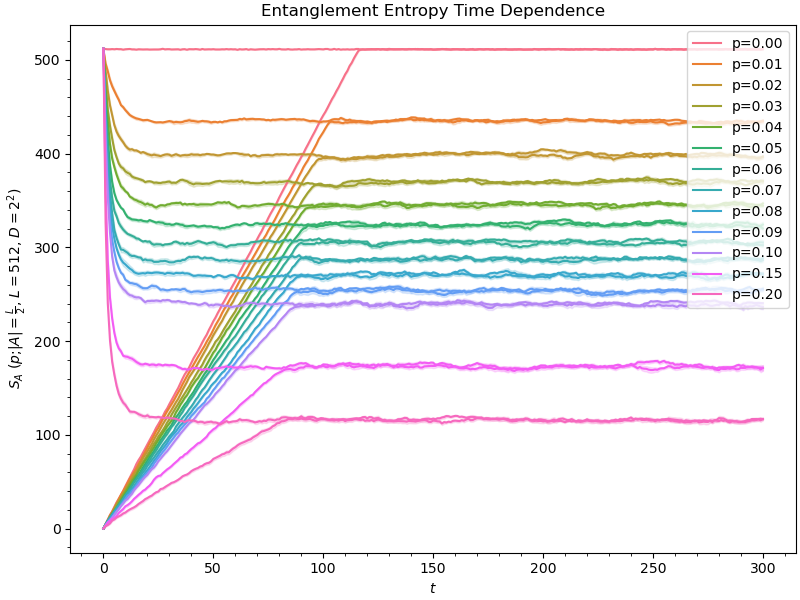 Entanglement Entropy Time Dependence
500
400
300
200
100
0
S_A (p;|A| = L/2, L = 512, D = 2^2)
0
50
100
150
200
250
300
t
p=0.00
p=0.01
p=0.02
p=0.03
p=0.04
p=0.05
p=0.06
p=0.07
p=0.08
p=0.09
p=0.10
p=0.15
p=0.20